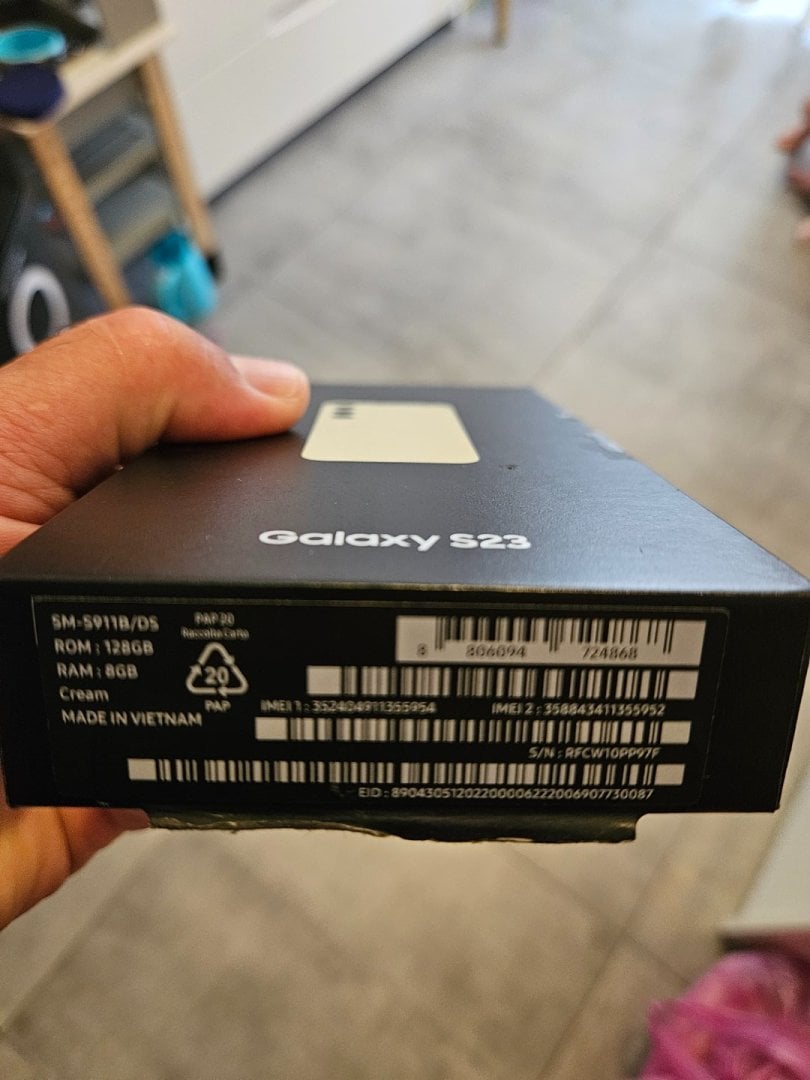 Galaxy S23
SM-S911B/DS
ROM : 128GB
RAM : 8GB
Cream
MADE IN VIETNAM
PAP 20
Raccolta Carta
20
PAP
8 806094 724868
IMEI 1 : 352404911355954
IMEI 2 : 358843411355952
S/N : RFCW10PP97F
EID : 89043051202200006222006907730087